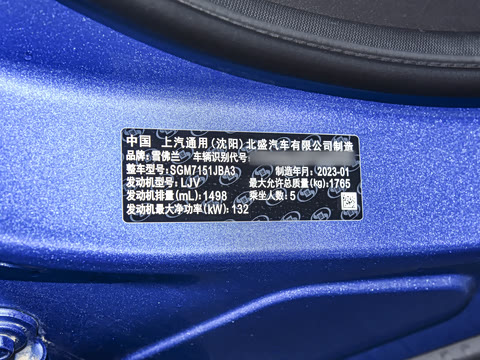 中国 上汽通用(沈阳)北盛汽车有限公司制造
品牌:雪佛兰 车辆识别代号
整车型号:SGM7151JBA3 制造年月:2023-01
发动机型号:LJV 最大允许总质量(kg):1765
发动机排量(mL):1498 乘坐人数:5
发动机最大净功率(kW):132